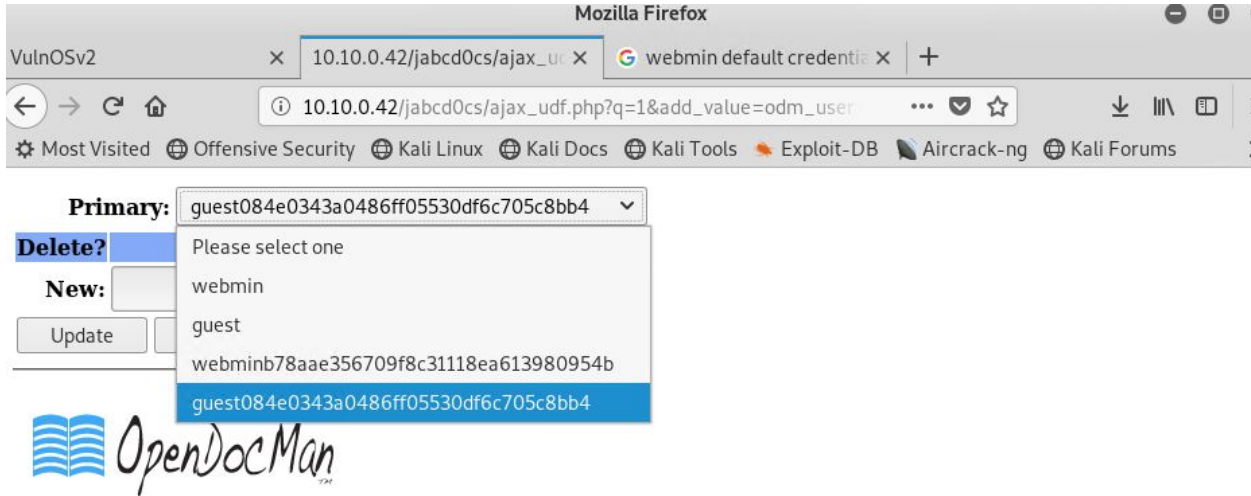 Mozilla Firefox
VulnOSv2 × 10.10.0.42/jabcd0cs/ajax_ud × webmin default credentia × +
10.10.0.42/jabcd0cs/ajax_udf.php?q=1&add_value=odm_user ...
Most Visited Offensive Security Kali Linux Kali Docs Kali Tools Exploit-DB Aircrack-ng Kali Forums
Primary: guest084e0343a0486ff05530df6c705c8bb4
Delete? Please select one
webmin
New:
guest
Update
webminb78aae356709f8c31118ea613980954b
guest084e0343a0486ff05530df6c705c8bb4
OpenDocMan